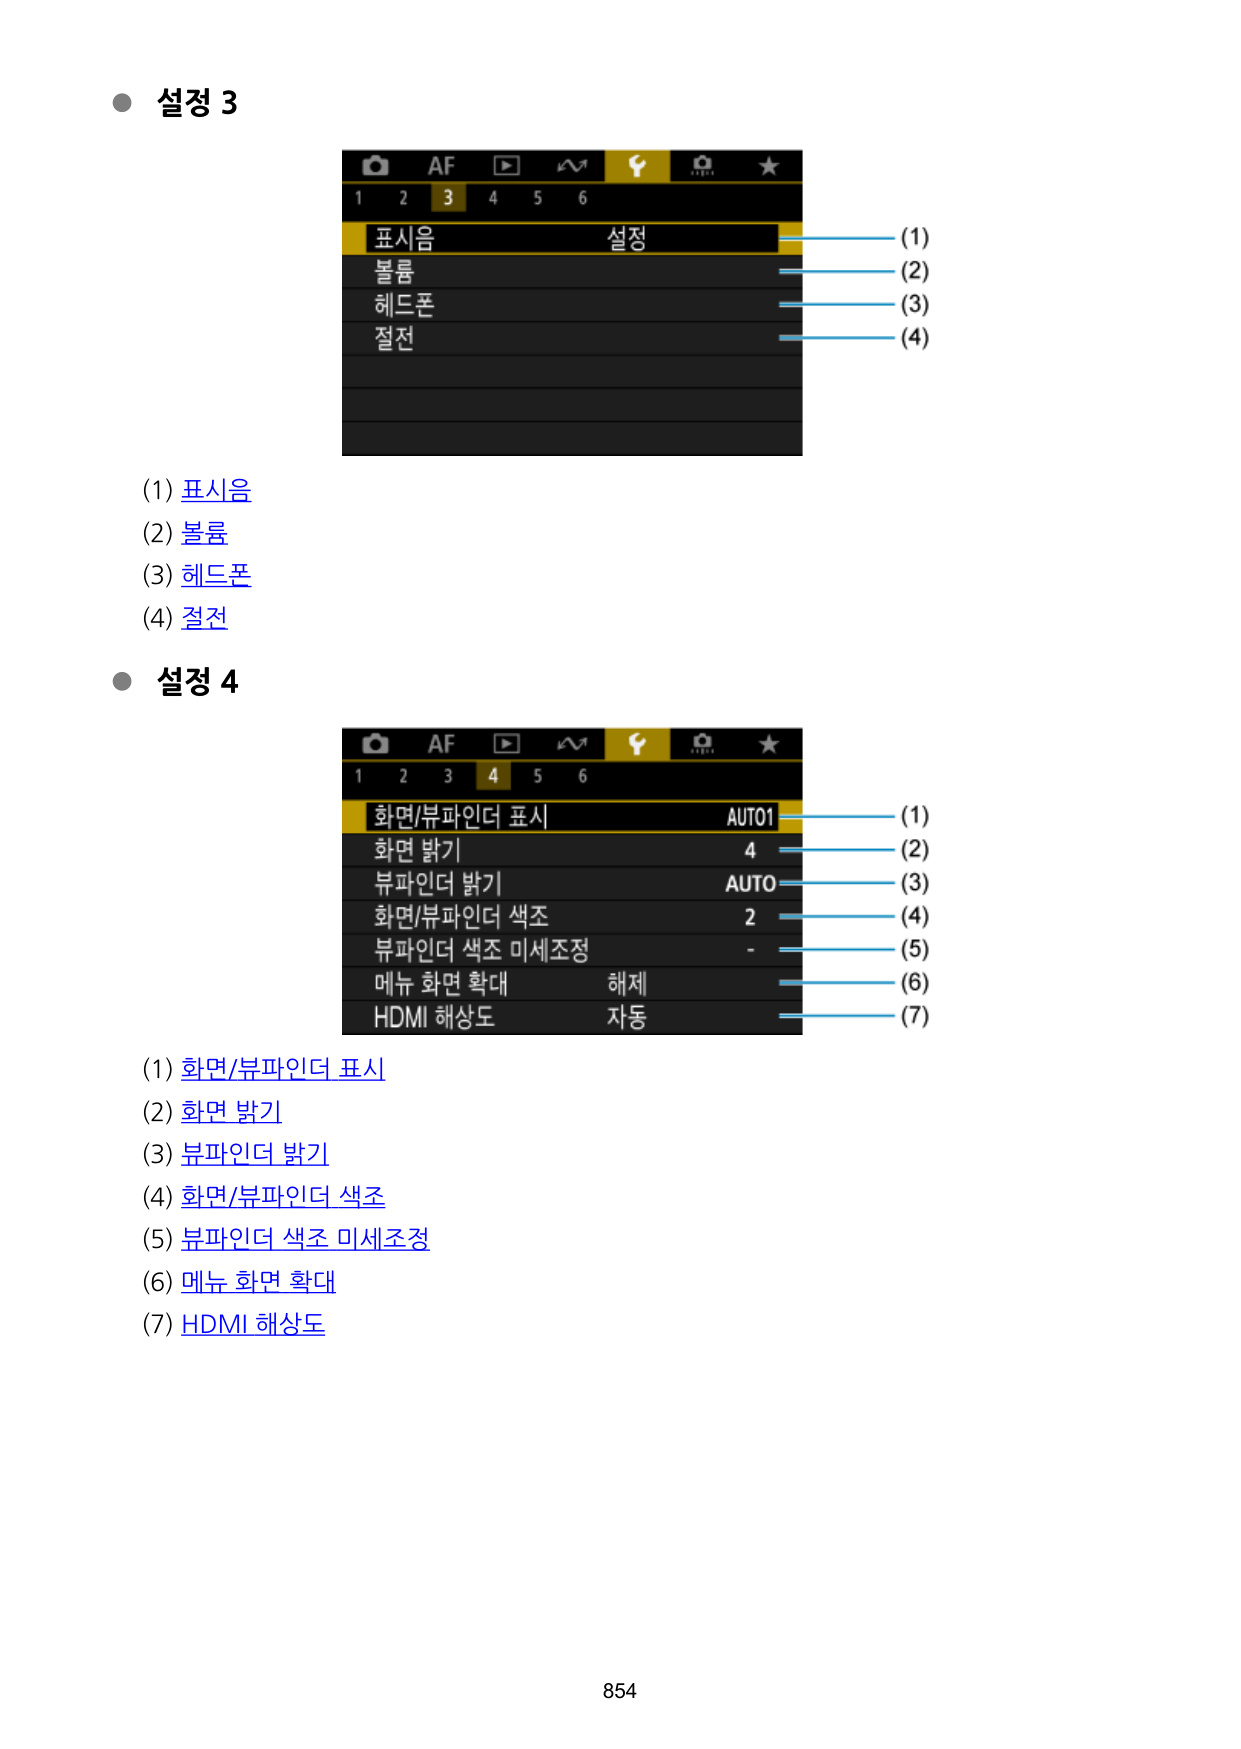 설정 3
AF
1 2 3 4 5 6
표시음 설정 (1)
볼륨 (2)
헤드폰 (3)
절전 (4)
(1) 표시음
(2) 볼륨
(3) 헤드폰
(4) 절전
설정 4
AF
1 2 3 4 5 6
화면/뷰파인더 표시 AUTO1 (1)
화면 밝기 4 (2)
뷰파인더 밝기 AUTO (3)
화면/뷰파인더 색조 2 (4)
뷰파인더 색조 미세조정 - (5)
메뉴 화면 확대 해제 (6)
HDMI 해상도 자동 (7)
(1) 화면/뷰파인더 표시
(2) 화면 밝기
(3) 뷰파인더 밝기
(4) 화면/뷰파인더 색조
(5) 뷰파인더 색조 미세조정
(6) 메뉴 화면 확대
(7) HDMI 해상도
854